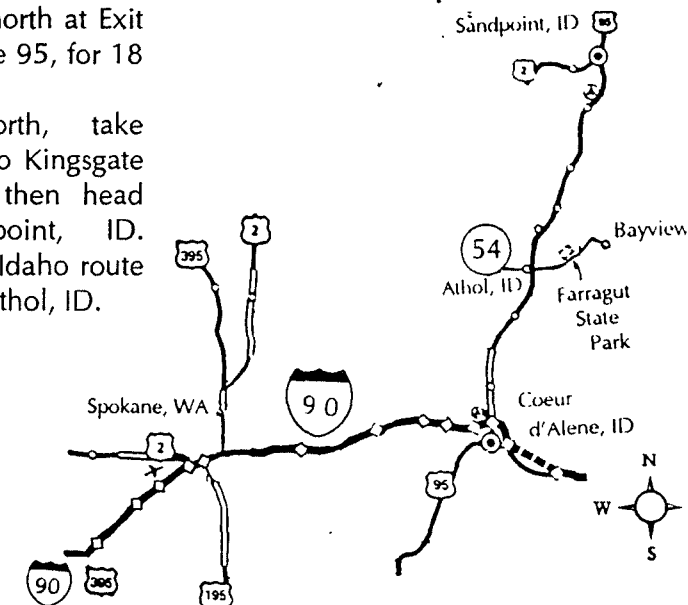 north at Exit
e 95, for 18
orth, take
o Kingsgate
then head
point, ID.
Idaho route
thol, ID.
Sandpoint, ID
95
2
54
Bayview
Athol, ID
Farragut
State
Park
395
2
90
Spokane, WA
Coeur
d'Alene, ID
2
95
N
W
S
90
395
195